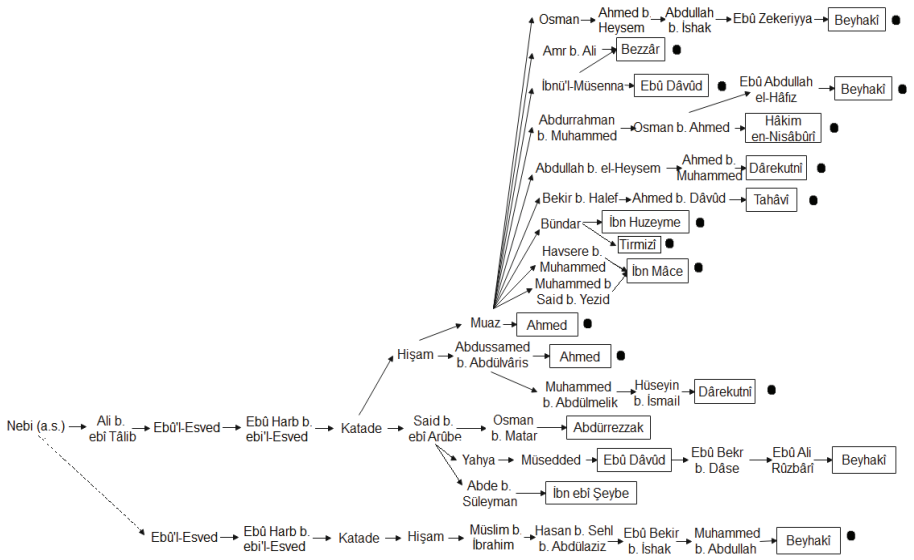 Osman
Ahmed b.
Heysem
Abdullah
b. İshak
Ebû Zekeriyya
Beyhakî
Amr b. Ali
Bezzâr
İbnü'l-Müsenna
Ebû Dâvûd
Ebû Abdullah
el-Hâfız
Beyhakî
Abdurrahman
b. Muhammed
Osman b. Ahmed
Hâkim
en-Nisâbûrî
Abdullah b. el-Heysem
Ahmed b.
Muhammed
Dârekutnî
Bekir b. Halef
Ahmed b. Dâvûd
Tahâvî
Bündar
İbn Huzeyme
Tirmizî
Havsere b.
Muhammed
İbn Mâce
Muhammed b.
Said b. Yezid
Muaz
Ahmed
Hişam
Abdussamed
b. Abdülvâris
Ahmed
Muhammed
b. Abdülmelik
Hüseyin
b. İsmail
Dârekutnî
Nebi (a.s.)
Ali b.
ebî Tâlib
Ebû'l-Esved
Ebû Harb b.
ebi'l-Esved
Katade
Said b.
ebî Arûbe
Osman
b. Matar
Abdürrezzak
Yahya
Müsedded
Ebû Dâvûd
Ebû Bekr
b. Dâse
Ebû Ali
Rûzbârî
Beyhakî
Abde b.
Süleyman
İbn ebî Şeybe
Ebû'l-Esved
Ebû Harb b.
ebi'l-Esved
Katade
Hişam
Müslim b.
İbrahim
Hasan b. Sehl
b. Abdülaziz
Ebû Bekir
b. İshak
Muhammed
b. Abdullah
Beyhakî